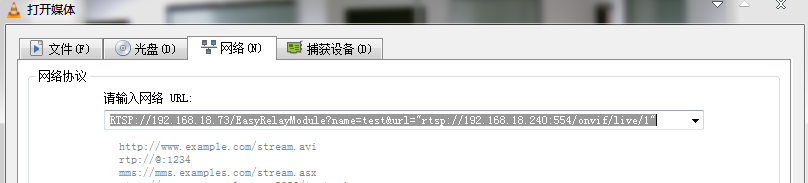 打开媒体
文件(F) 光盘(D) 网络(N) 捕获设备(D)
网络协议
请输入网络 URL:
RTSP://192.168.18.73/EasyRelayModule?name=test&url="rtsp://192.168.18.240:554/onvif/live/1"
http://www.example.com/stream.avi
rtp://@:1234
mms://mms.examples.com/stream.asx